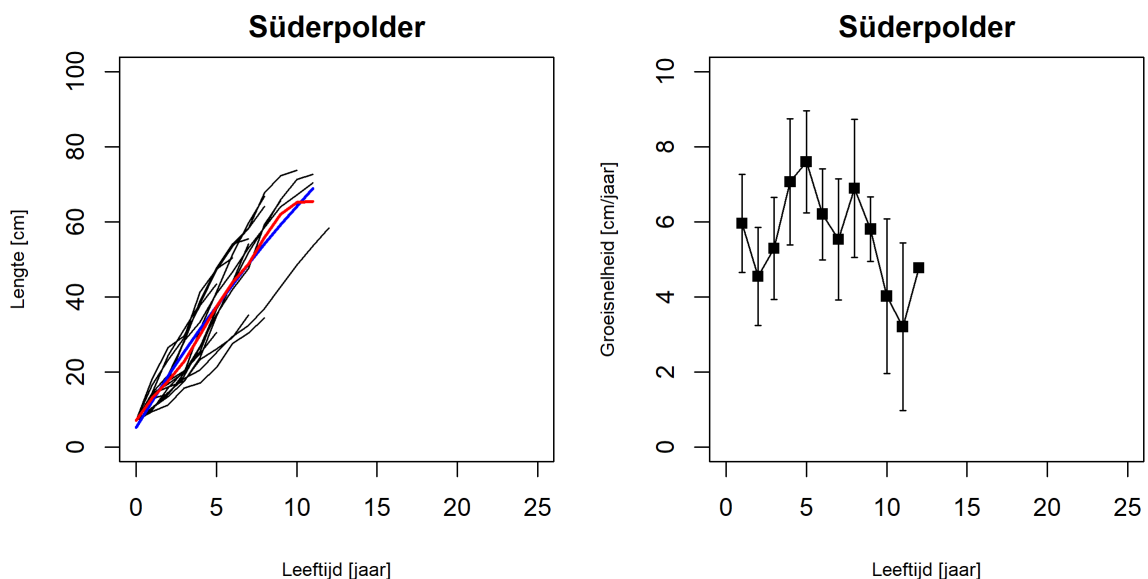 Süderpolder
Lengte [cm]
100
80
60
40
20
0
0 5 10 15 20 25
Leeftijd [jaar]
Süderpolder
Groeisnelheid [cm/jaar]
10
8
6
4
2
0
0 5 10 15 20 25
Leeftijd [jaar]